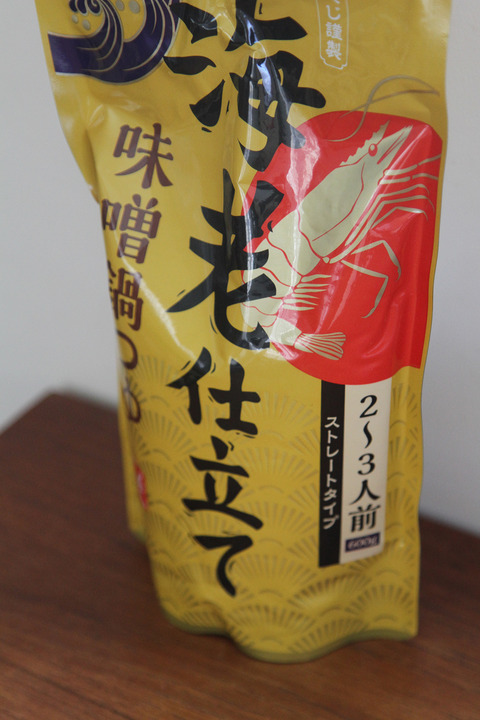 じ謹製
海老仕立て
味噌鍋つゆ
2〜3人前
600g
ストレートタイプ